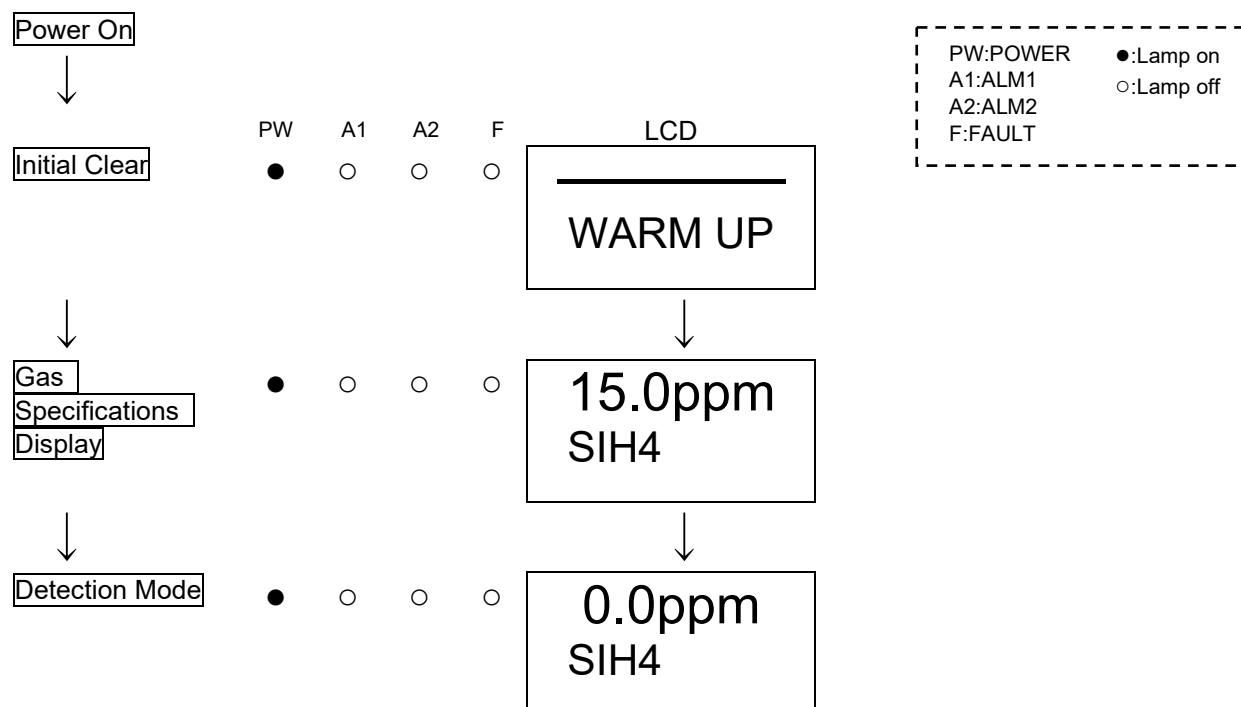 Power On
PW:POWER ●:Lamp on
A1:ALM1 ○:Lamp off
A2:ALM2
F:FAULT
PW A1 A2 F LCD
Initial Clear ● ○ ○ ○
WARM UP
Gas
Specifications
Display
● ○ ○ ○
15.0ppm
SIH4
Detection Mode ● ○ ○ ○
0.0ppm
SIH4